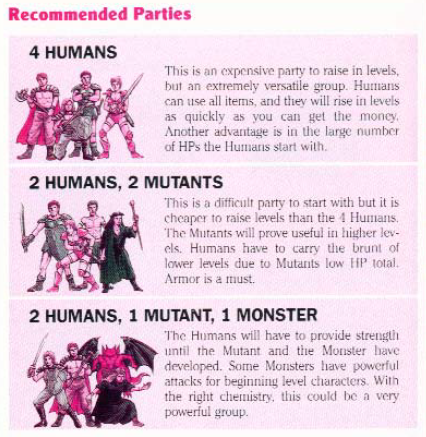 Recommended Parties
4 HUMANS
This is an expensive party to raise in levels,
but an extremely versatile group. Humans
can use all items, and they will rise in levels
as quickly as you can get the money.
Another advantage is in the large number
of HPs the Humans start with.
2 HUMANS, 2 MUTANTS
This is a difficult party to start with but it is
cheaper to raise levels than the 4 Humans.
The Mutants will prove useful in higher lev-
els. Humans have to carry the brunt of
lower levels due to Mutants low HP total.
Armor is a must.
2 HUMANS, 1 MUTANT, 1 MONSTER
The Humans will have to provide strength
until the Mutant and the Monster have
developed. Some Monsters have powerful
attacks for beginning level characters. With
the right chemistry, this could be a very
powerful group.